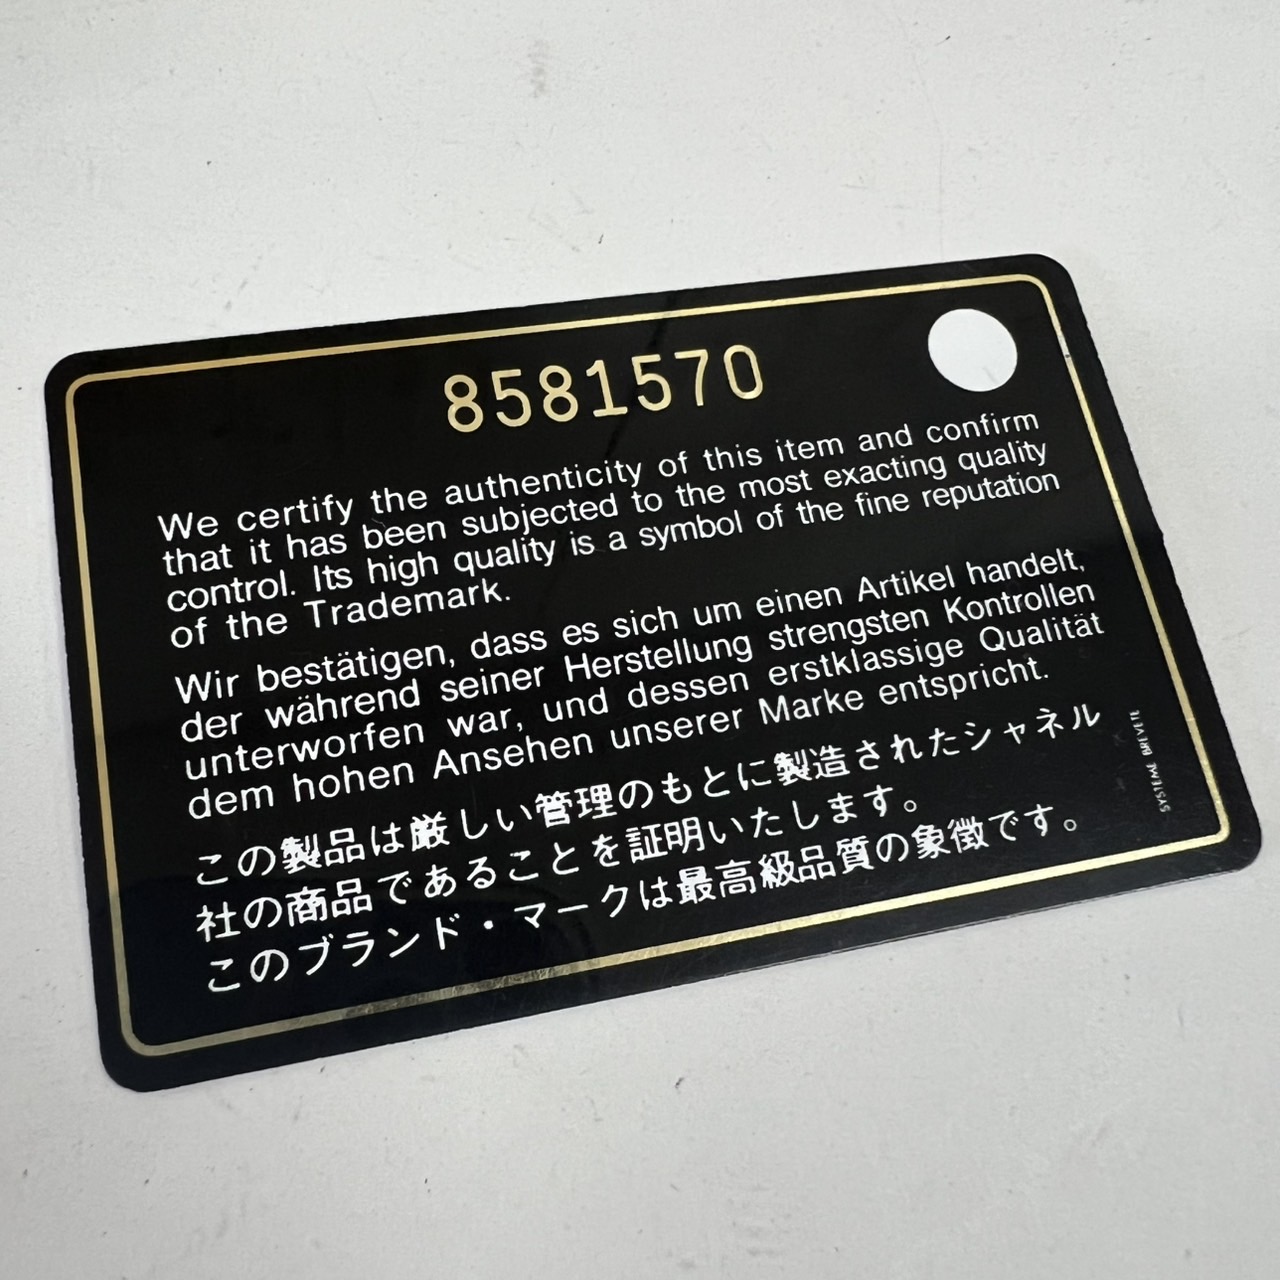 8581570
We certify the authenticity of this item and confirm
that it has been subjected to the most exacting quality
control. Its high quality is a symbol of the fine reputation
of the Trademark.
Wir bestätigen, dass es sich um einen Artikel handelt,
der während seiner Herstellung strengsten Kontrollen
unterworfen war, und dessen erstklassige Qualität
dem hohen Ansehen unserer Marke entspricht.
この製品は厳しい管理のもとに製造されたシャネル
社の商品であることを証明いたします。
このブランド・マークは最高級品質の象徴です。
SYSTEME BREVETE